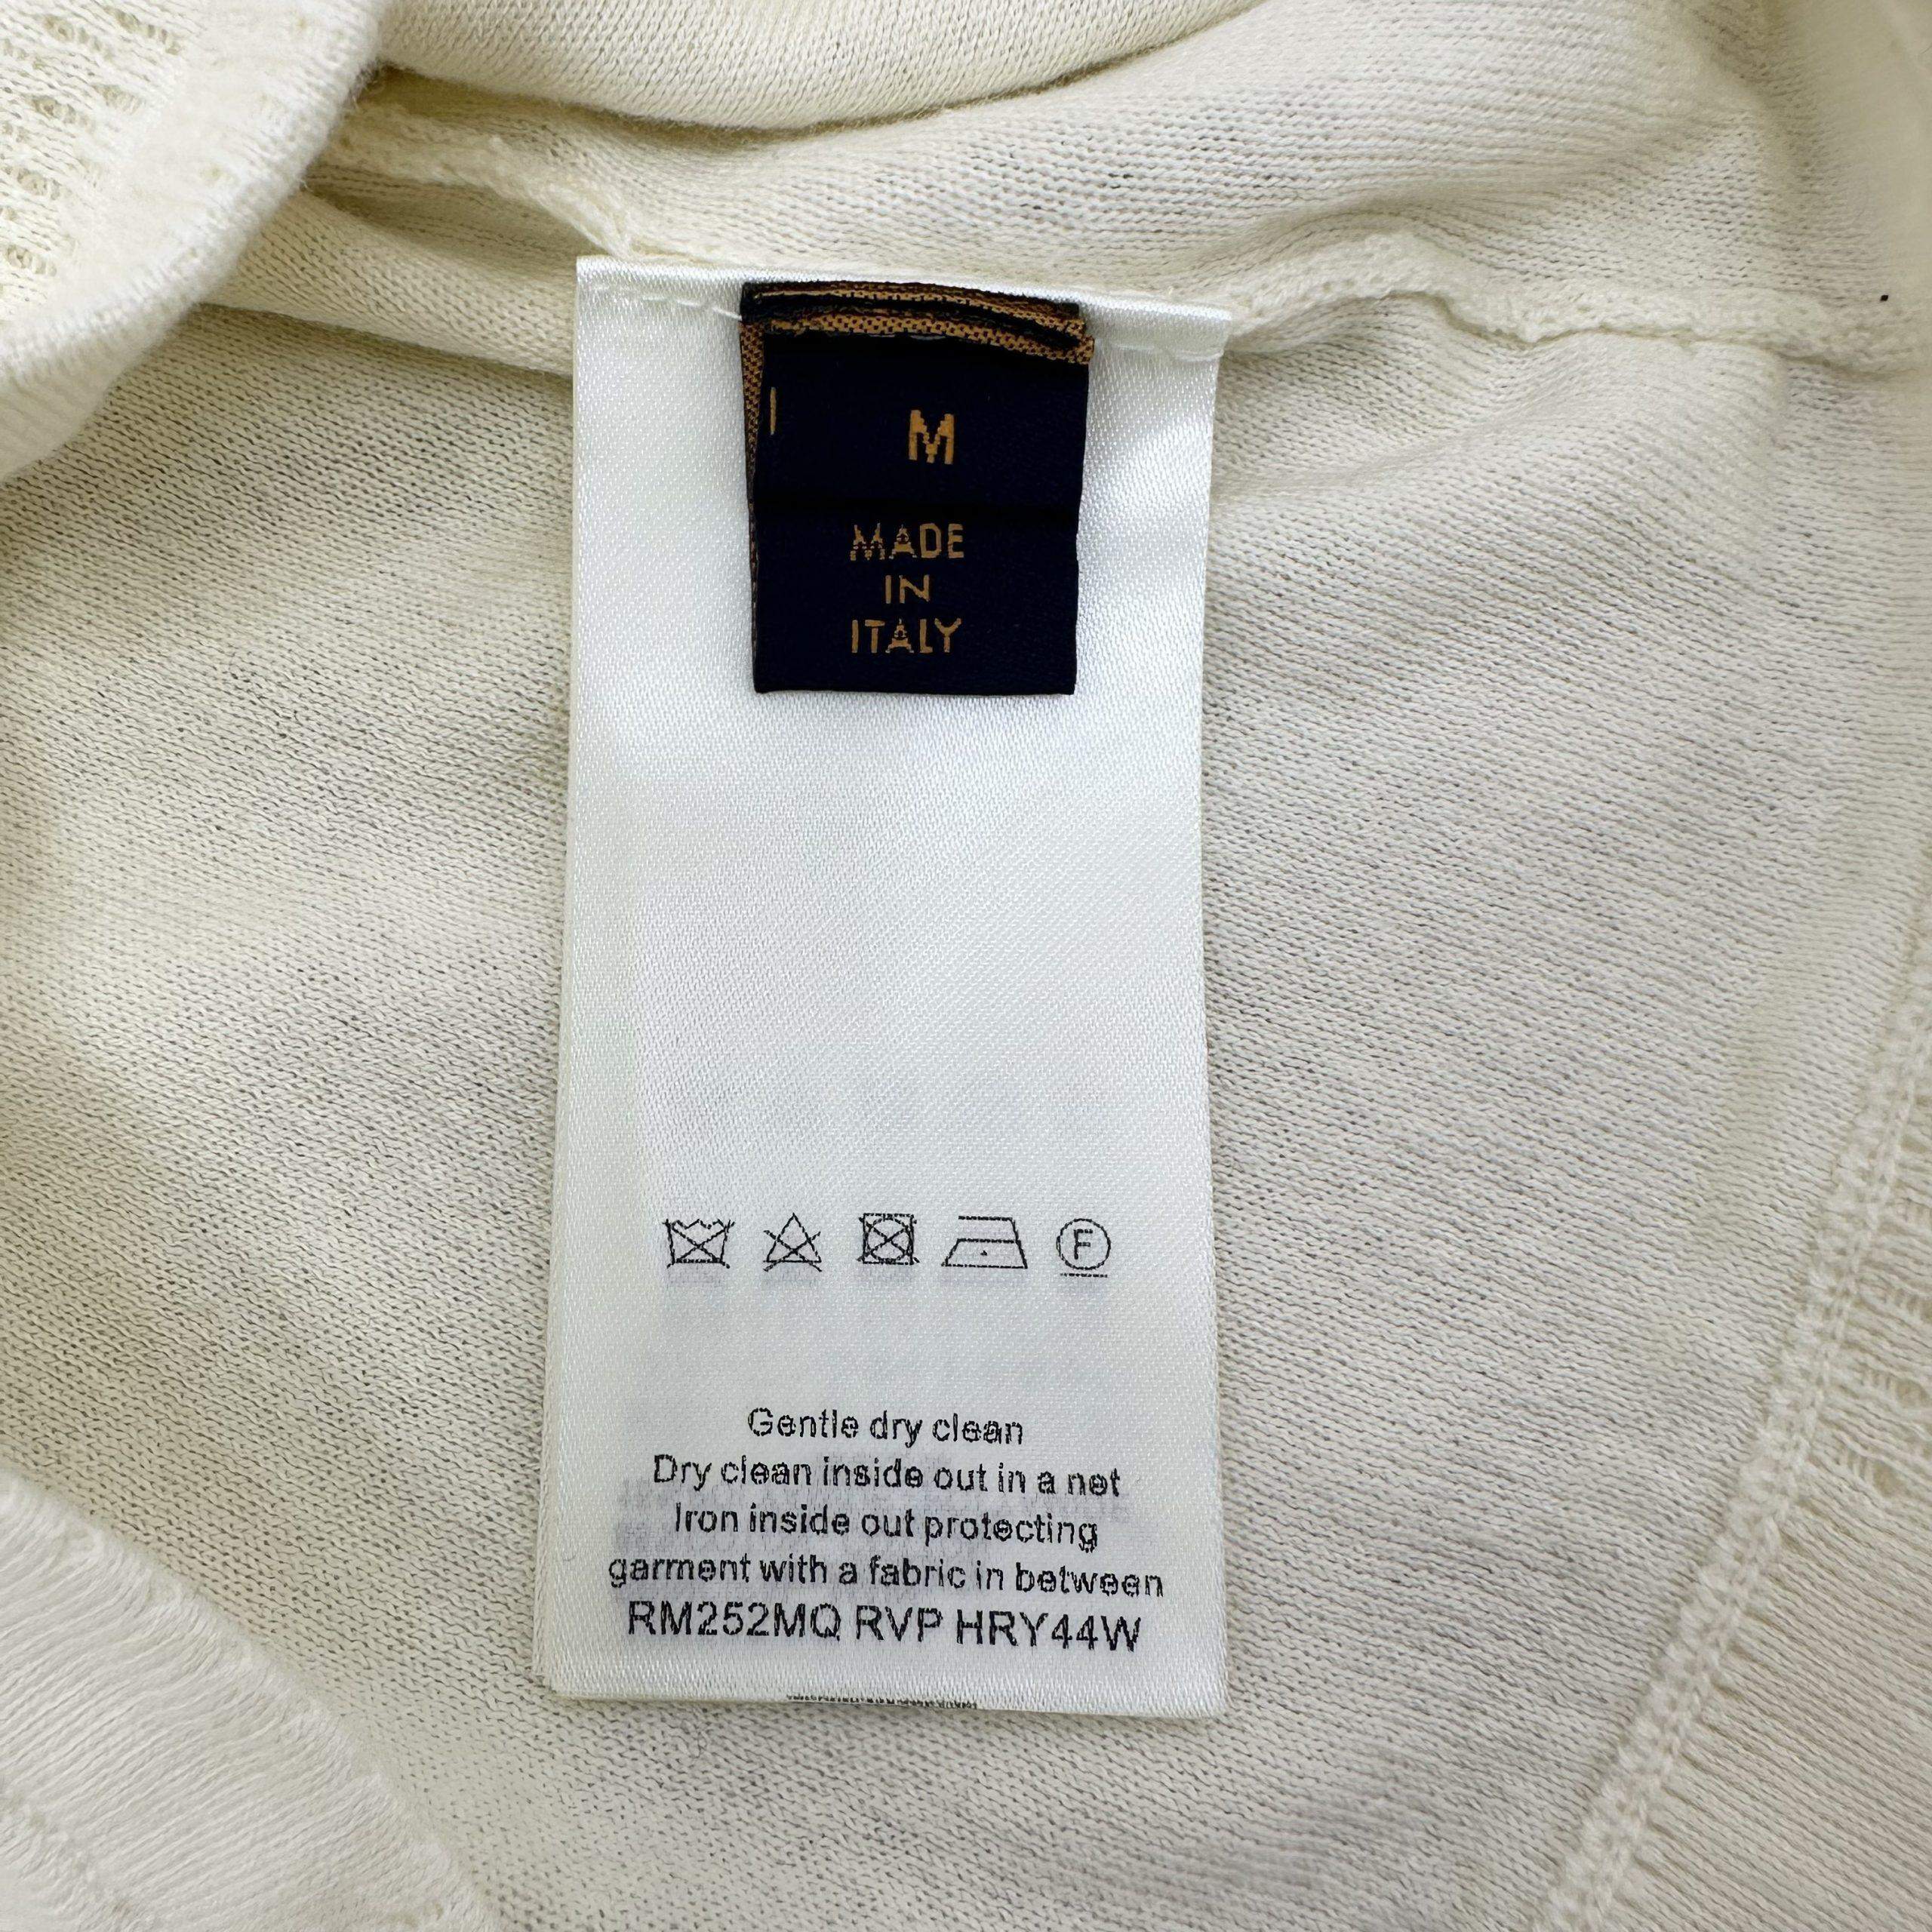 M
MADE
IN
ITALY
F
Gentle dry clean
Dry clean inside out in a net
Iron inside out protecting
garment with a fabric in between
RM252MQ RVP HRY44W